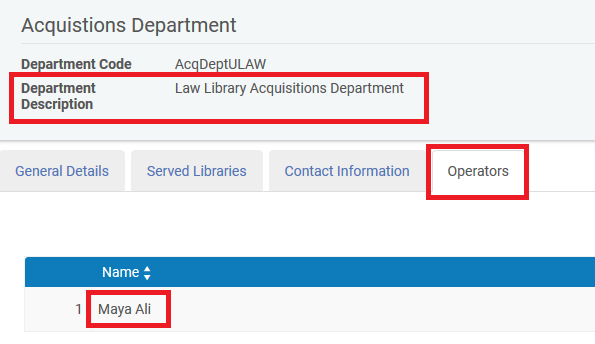 Acquistions Department
Department Code AcqDeptULAW
Department Description Law Library Acquisitions Department
General Details Served Libraries Contact Information Operators
Name
1 Maya Ali